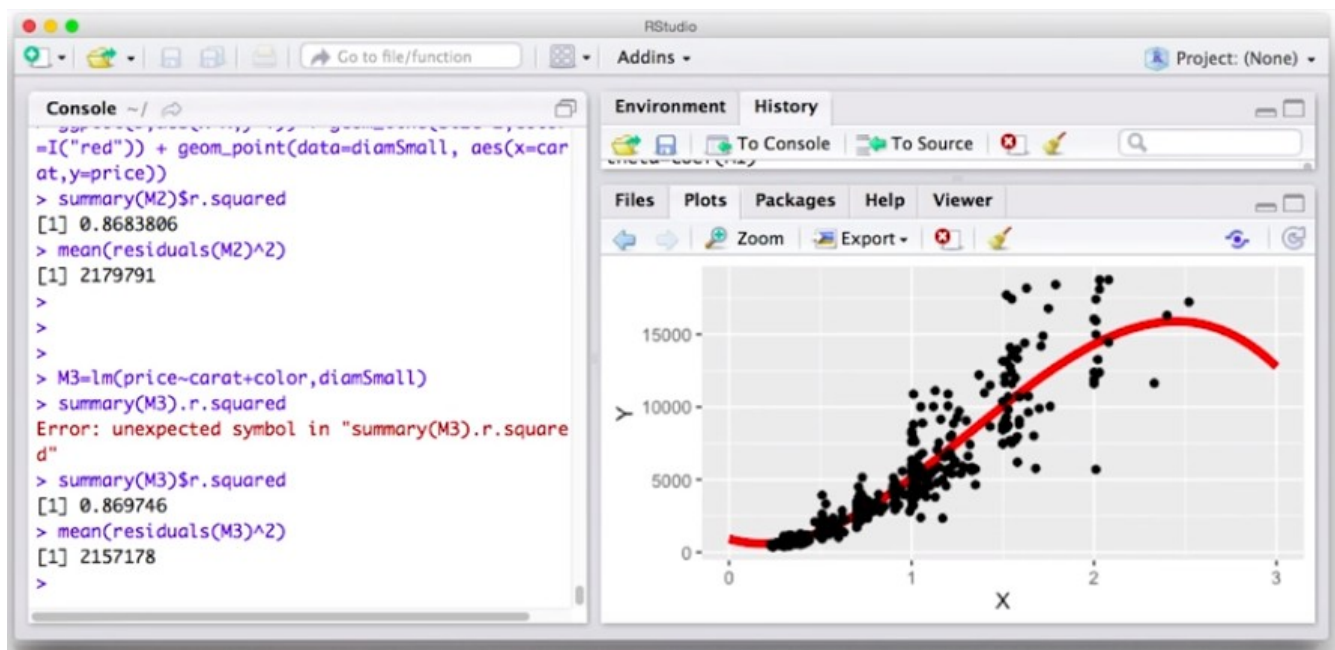 RStudio
Go to file/function
Addins
Project: (None)
Console ~/
=I("red")) + geom_point(data=diamSmall, aes(x=car
at,y=price))
> summary(M2)$r.squared
[1] 0.8683806
> mean(residuals(M2)^2)
[1] 2179791
>
>
>
> M3=lm(price~carat+color,diamSmall)
> summary(M3).r.squared
Error: unexpected symbol in "summary(M3).r.square
d"
> summary(M3)$r.squared
[1] 0.869746
> mean(residuals(M3)^2)
[1] 2157178
>
Environment History
To Console To Source
Files Plots Packages Help Viewer
Zoom Export
Y
15000
10000
5000
0
0 1 2 3
X